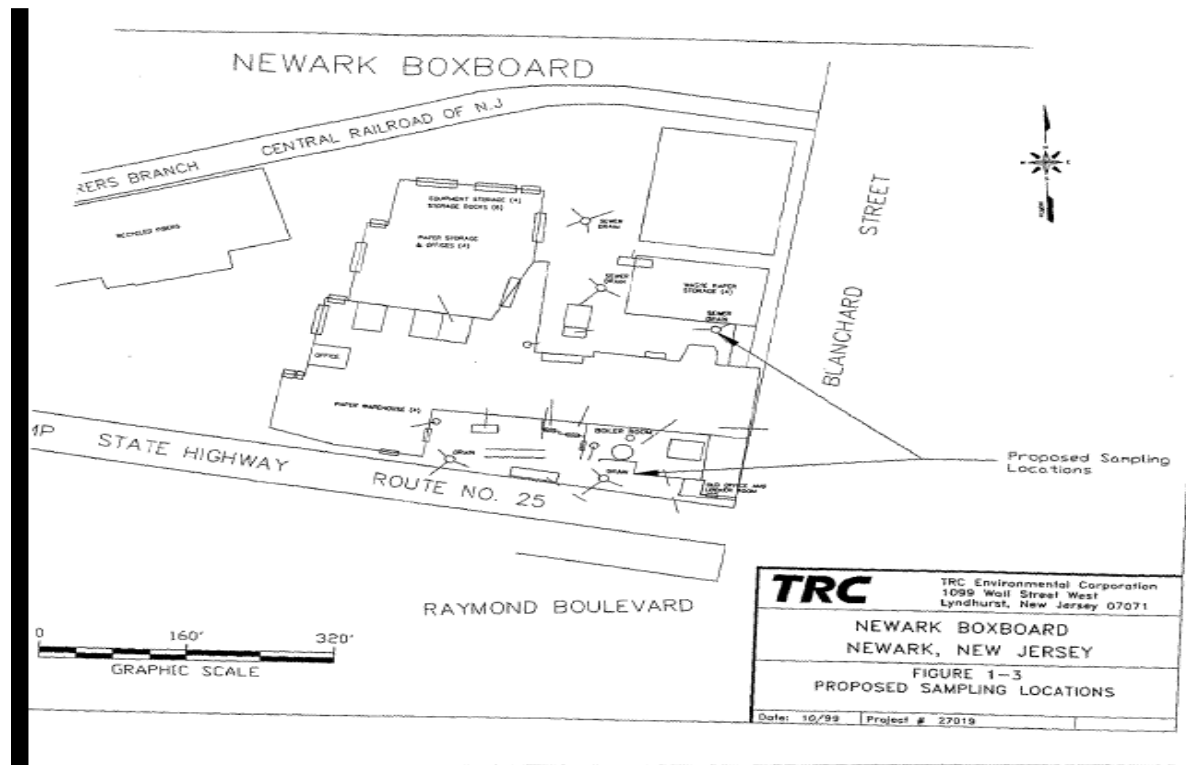 NEWARK BOXBOARD
CENTRAL RAILROAD OF N.J
RERS BRANCH
RECYCLED FIBERS
EQUIPMENT STORAGE (4)
STORAGE DOCKS (6)
PAPER STORAGE
& OFFICES (4)
SEWER
DRAIN
SEWER
DRAIN
WASTE PAPER
STORAGE (4)
SEWER
DRAIN
BLANCHARD STREET
OFFICE
PAPER WAREHOUSE (4)
BOILER ROOM
DRAIN
DRAIN
OLD OFFICE AND
LOCKER ROOM
Proposed Sampling
Locations
MP STATE HIGHWAY
ROUTE NO. 25
RAYMOND BOULEVARD
0 160' 320'
GRAPHIC SCALE
TRC
TRC Environmental Corporation
1099 Wall Street West
Lyndhurst, New Jersey 07071
NEWARK BOXBOARD
NEWARK, NEW JERSEY
FIGURE 1-3
PROPOSED SAMPLING LOCATIONS
Date: 10/99 Project # 27019